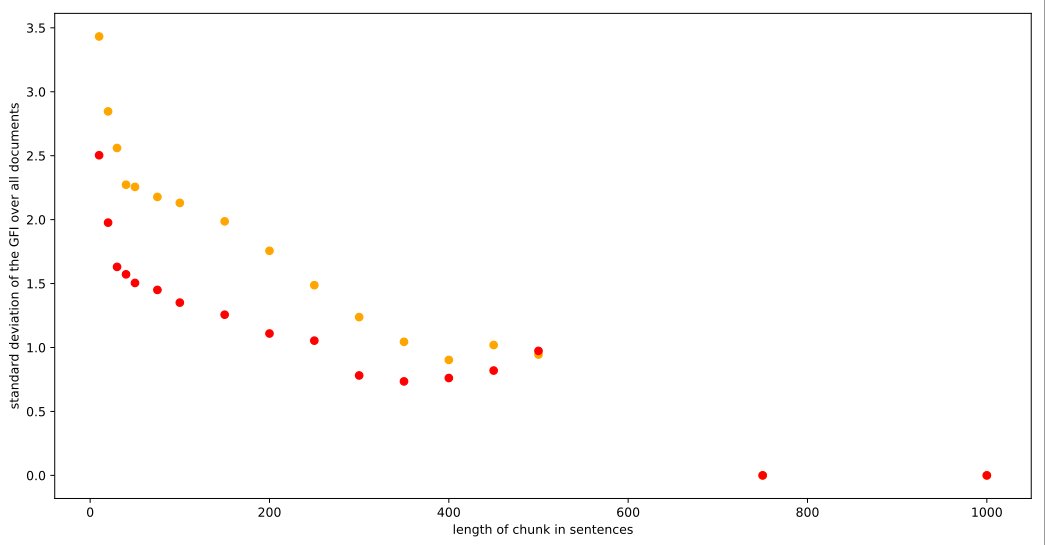 3.5
3.0
2.5
2.0
1.5
1.0
0.5
0.0
standard deviation of the GFI over all documents
0 200 400 600 800 1000
length of chunk in sentences